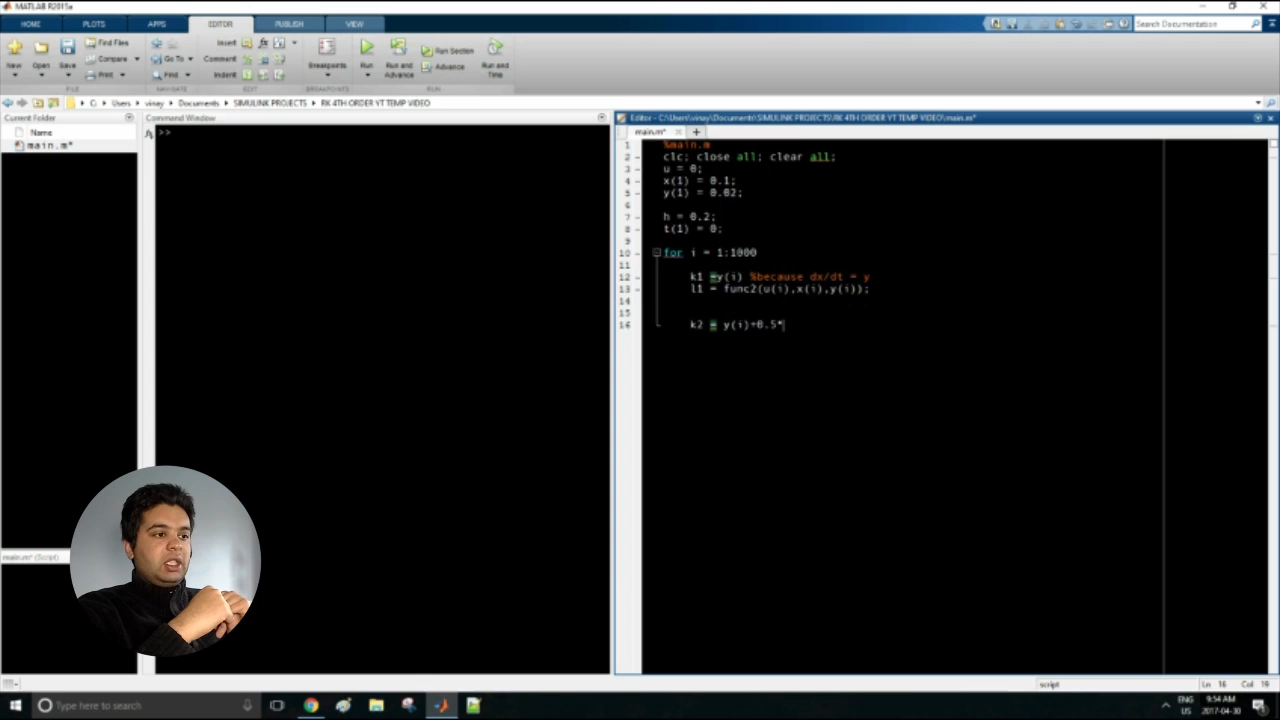 MATLAB R2015a
HOME PLOTS APPS EDITOR PUBLISH VIEW
Search Documentation
New Open Save Find Files Compare Print
Go To Find
Insert Comment Indent
Breakpoints
Run Run and Advance Run Section Advance Run and Time
FILE NAVIGATE EDIT BREAKPOINTS RUN
C: Users vinay Documents SIMULINK PROJECTS RK 4TH ORDER YT TEMP VIDEO
Current Folder
Name
main.m*
main.m* (Script)
Command Window
fx >>
Editor - C:\Users\vinay\Documents\SIMULINK PROJECTS\RK 4TH ORDER YT TEMP VIDEO\main.m*
main.m*
1 %main.m
2 clc; close all; clear all;
3 u = 0;
4 x(1) = 0.1;
5 y(1) = 0.02;
6
7 h = 0.2;
8 t(1) = 0;
9
10 for i = 1:1000
11
12 k1 =y(i) %because dx/dt = y
13 l1 = func2(u(i),x(i),y(i));
14
15
16 k2 = y(i)+0.5*
script Ln 16 Col 19
Type here to search
ENG US 9:54 AM 2017-04-30